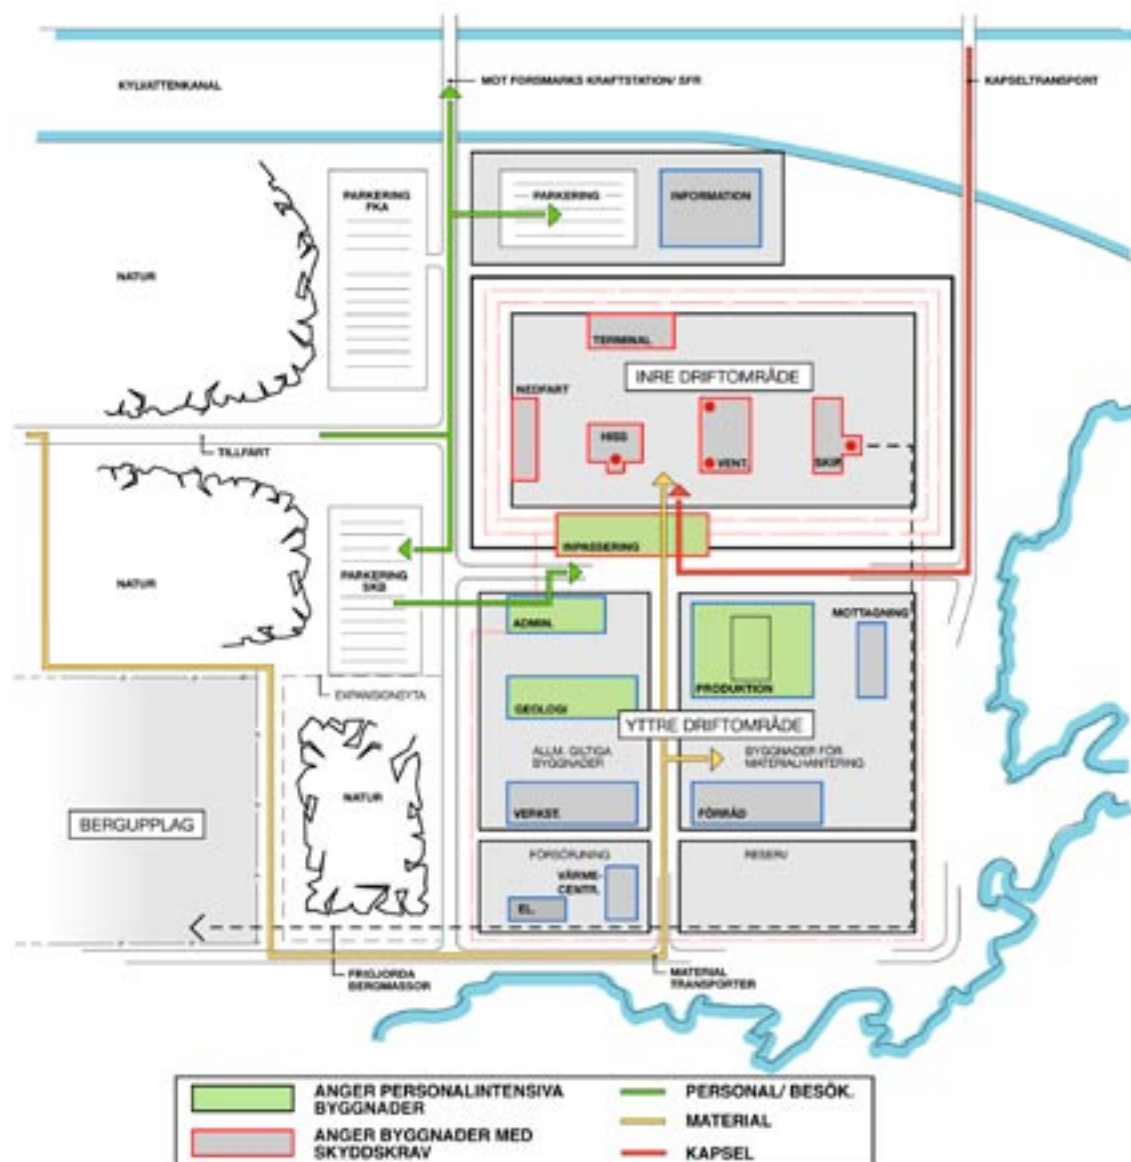 MOT FORSMARKS KRAFTSTATION/ SFR
KAPSELTRANSPORT
KYLVATTENKANAL
PARKERING
FKA
PARKERING
INFORMATION
NATUR
TERMINAL
INRE DRIFTOMRÅDE
NEDFART
HISS
VENT.
SKIP
TILLFART
INPASSERING
NATUR
PARKERING
SKB
ADMIN.
MOTTAGNING
EXPANSIONSYTA
GEOLOGI
PRODUKTION
YTTRE DRIFTOMRÅDE
ALLM. GILTIGA
BYGGNADER
BYGGNADER FÖR
MATERIALHANTERING
NATUR
BERGUPPLAG
VERKST.
FÖRRÅD
FÖRSÖRJNING
RESERV
VÄRME-
CENTR.
EL.
FRIGJORDA
BERGMASSOR
MATERIAL
TRANSPORTER
ANGER PERSONALINTENSIVA
BYGGNADER
PERSONAL/ BESÖK.
MATERIAL
ANGER BYGGNADER MED
SKYDDSKRAV
KAPSEL